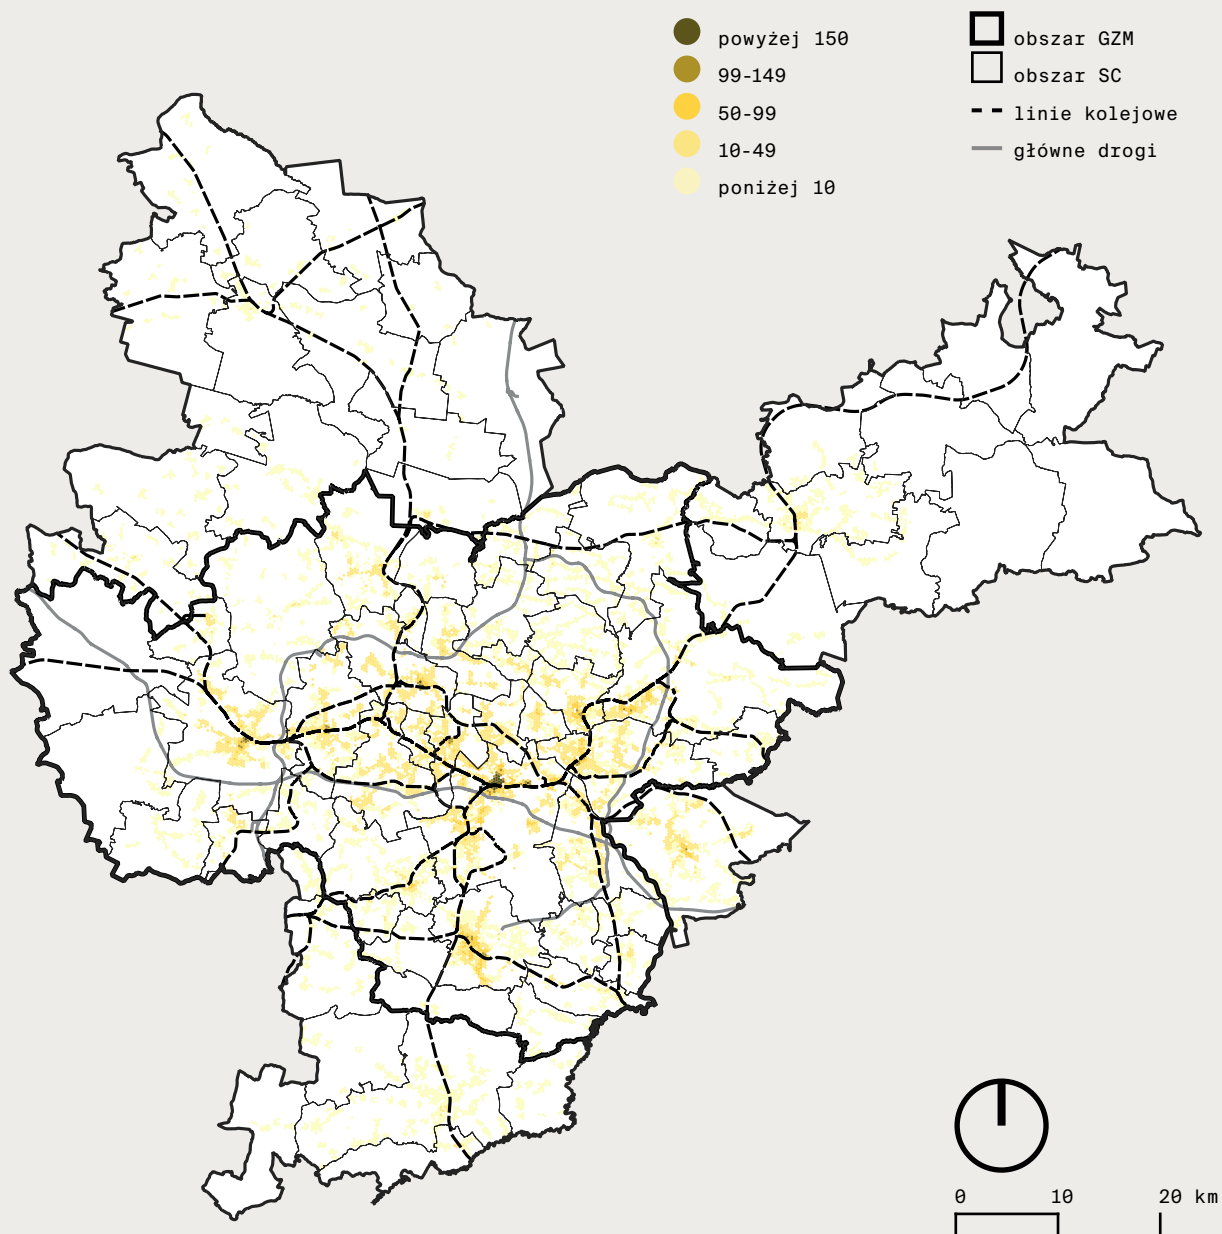 powyżej 150
99-149
50-99
10-49
poniżej 10
obszar GZM
obszar SC
linie kolejowe
główne drogi
0 10 20 km